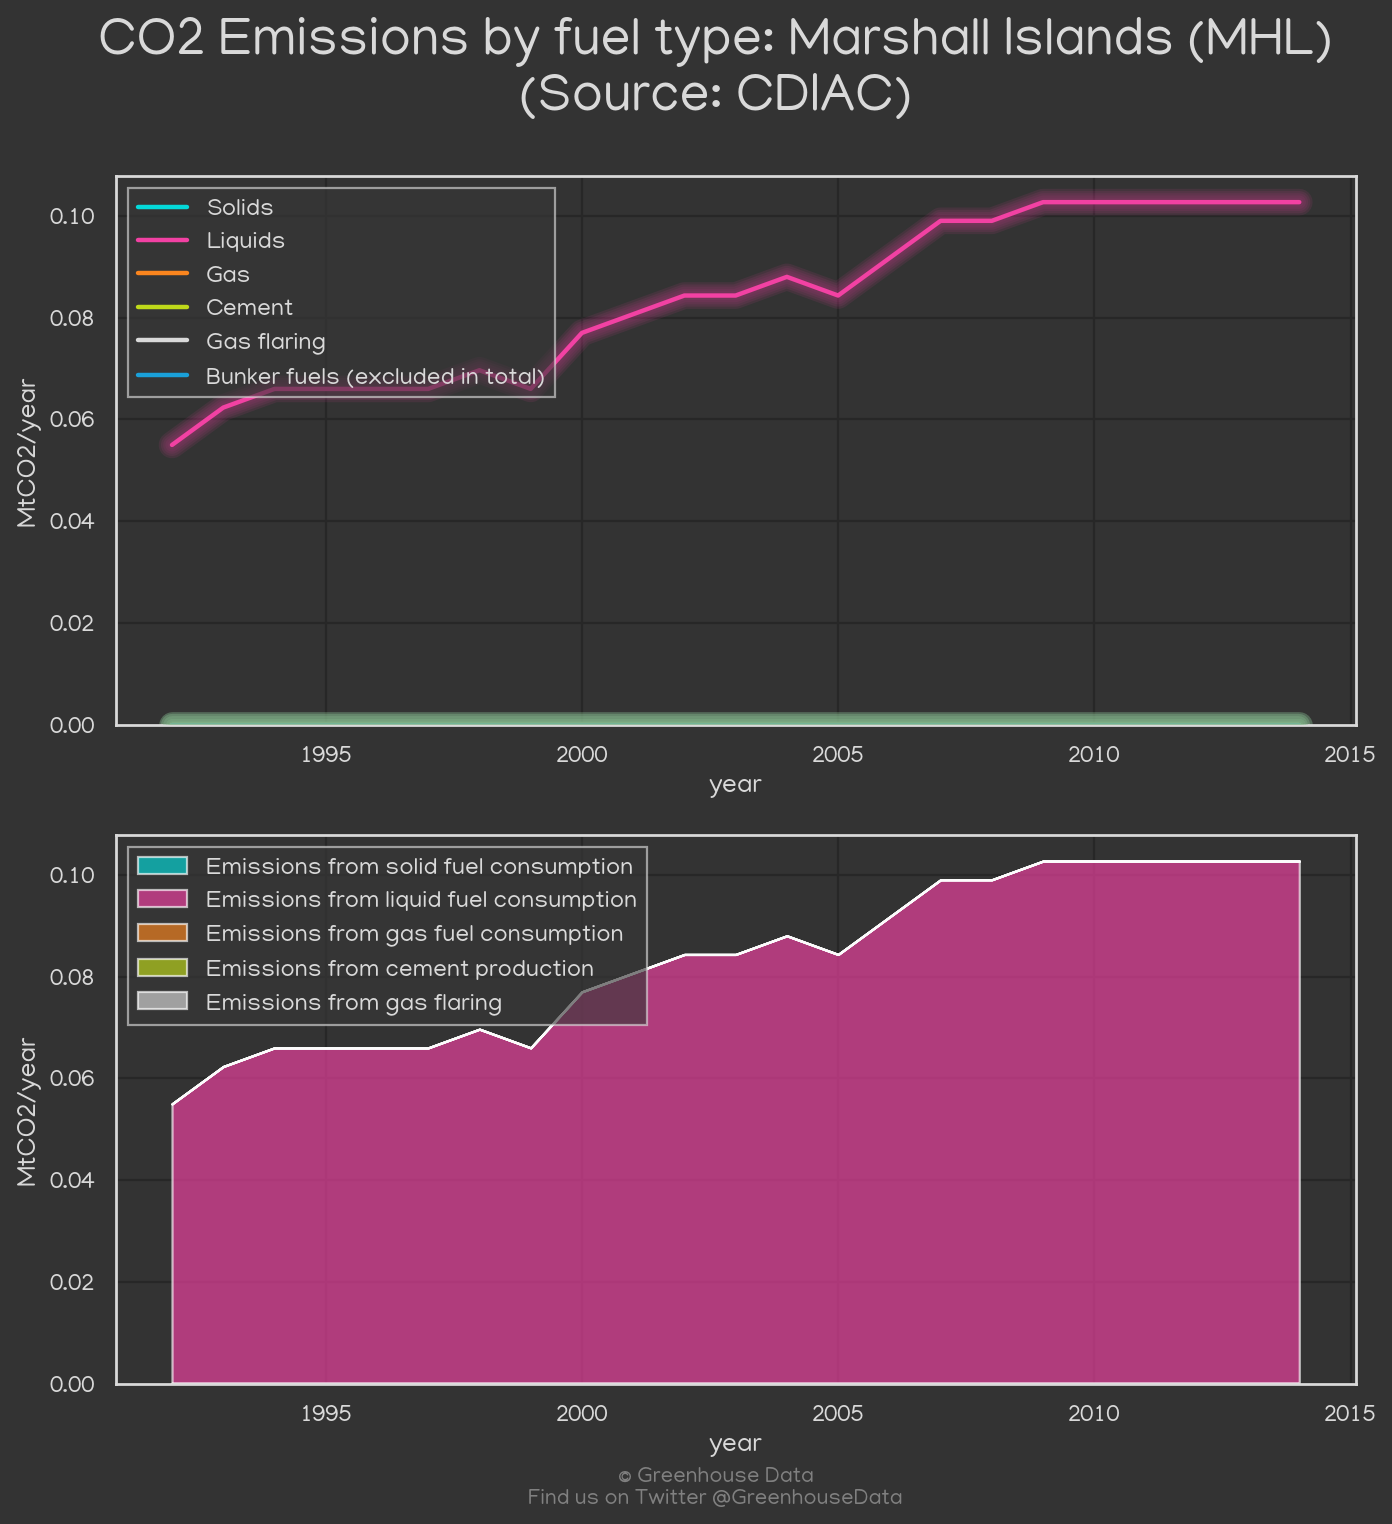 CO2 Emissions by fuel type: Marshall Islands (MHL)
(Source: CDIAC)
Solids
Liquids
Gas
Cement
Gas flaring
Bunker fuels (excluded in total)
0.10
0.08
0.06
0.04
0.02
0.00
MtCO2/year
1995 2000 2005 2010 2015
year
Emissions from solid fuel consumption
Emissions from liquid fuel consumption
Emissions from gas fuel consumption
Emissions from cement production
Emissions from gas flaring
0.10
0.08
0.06
0.04
0.02
0.00
MtCO2/year
1995 2000 2005 2010 2015
year
© Greenhouse Data
Find us on Twitter @GreenhouseData